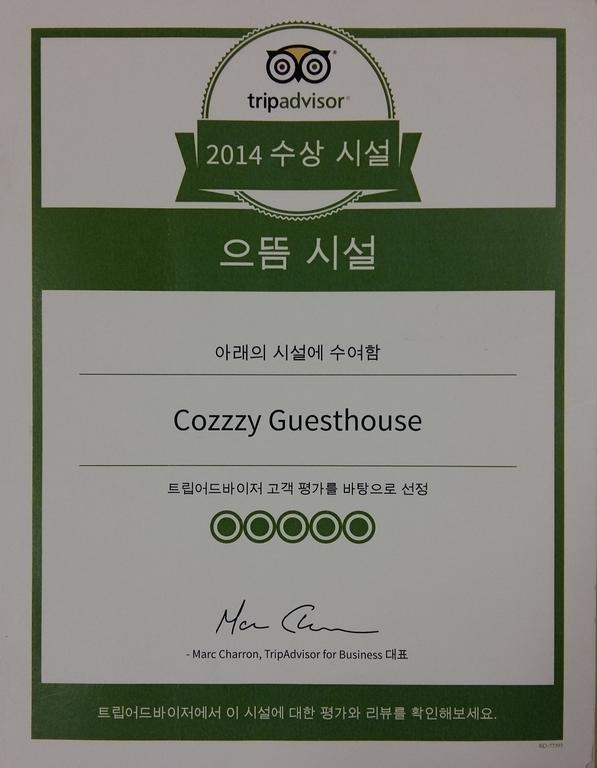 tripadvisor®
2014 수상 시설
으뜸 시설
아래의 시설에 수여함
Cozzzy Guesthouse
트립어드바이저 고객 평가를 바탕으로 선정
- Marc Charron, TripAdvisor for Business 대표
트립어드바이저에서 이 시설에 대한 평가와 리뷰를 확인해보세요.